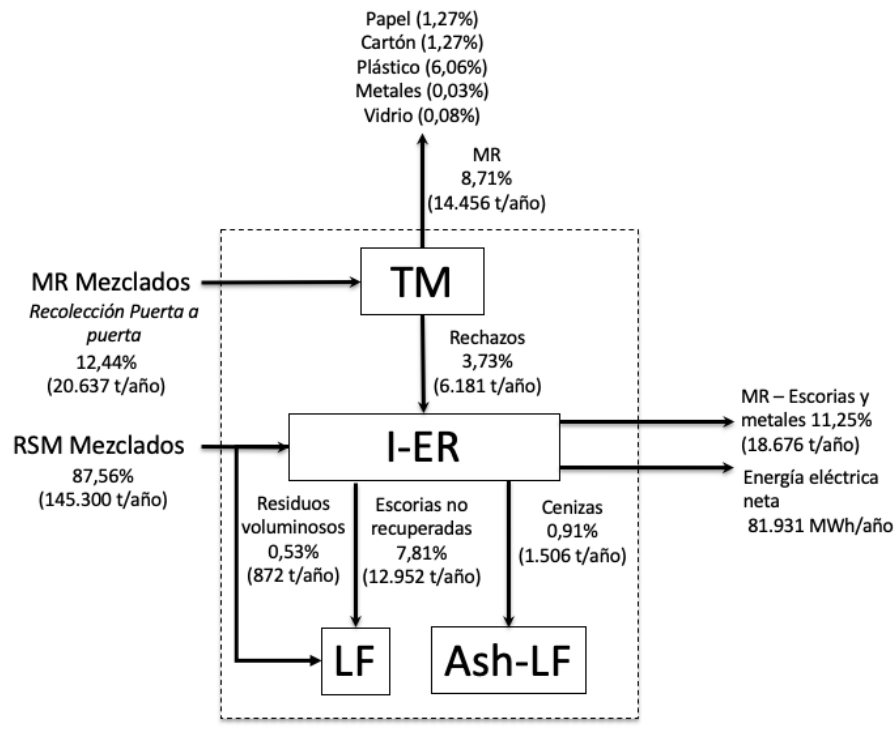 Papel (1,27%)
Cartón (1,27%)
Plástico (6,06%)
Metales (0,03%)
Vidrio (0,08%)
MR
8,71%
(14.456 t/año)
MR Mezclados
Recolección Puerta a
puerta
12,44%
(20.637 t/año)
TM
Rechazos
3,73%
(6.181 t/año)
RSM Mezclados
87,56%
(145.300 t/año)
I-ER
MR – Escorias y
metales 11,25%
(18.676 t/año)
Energía eléctrica
neta
81.931 MWh/año
Residuos
voluminosos
0,53%
(872 t/año)
Escorias no
recuperadas
7,81%
(12.952 t/año)
Cenizas
0,91%
(1.506 t/año)
LF
Ash-LF